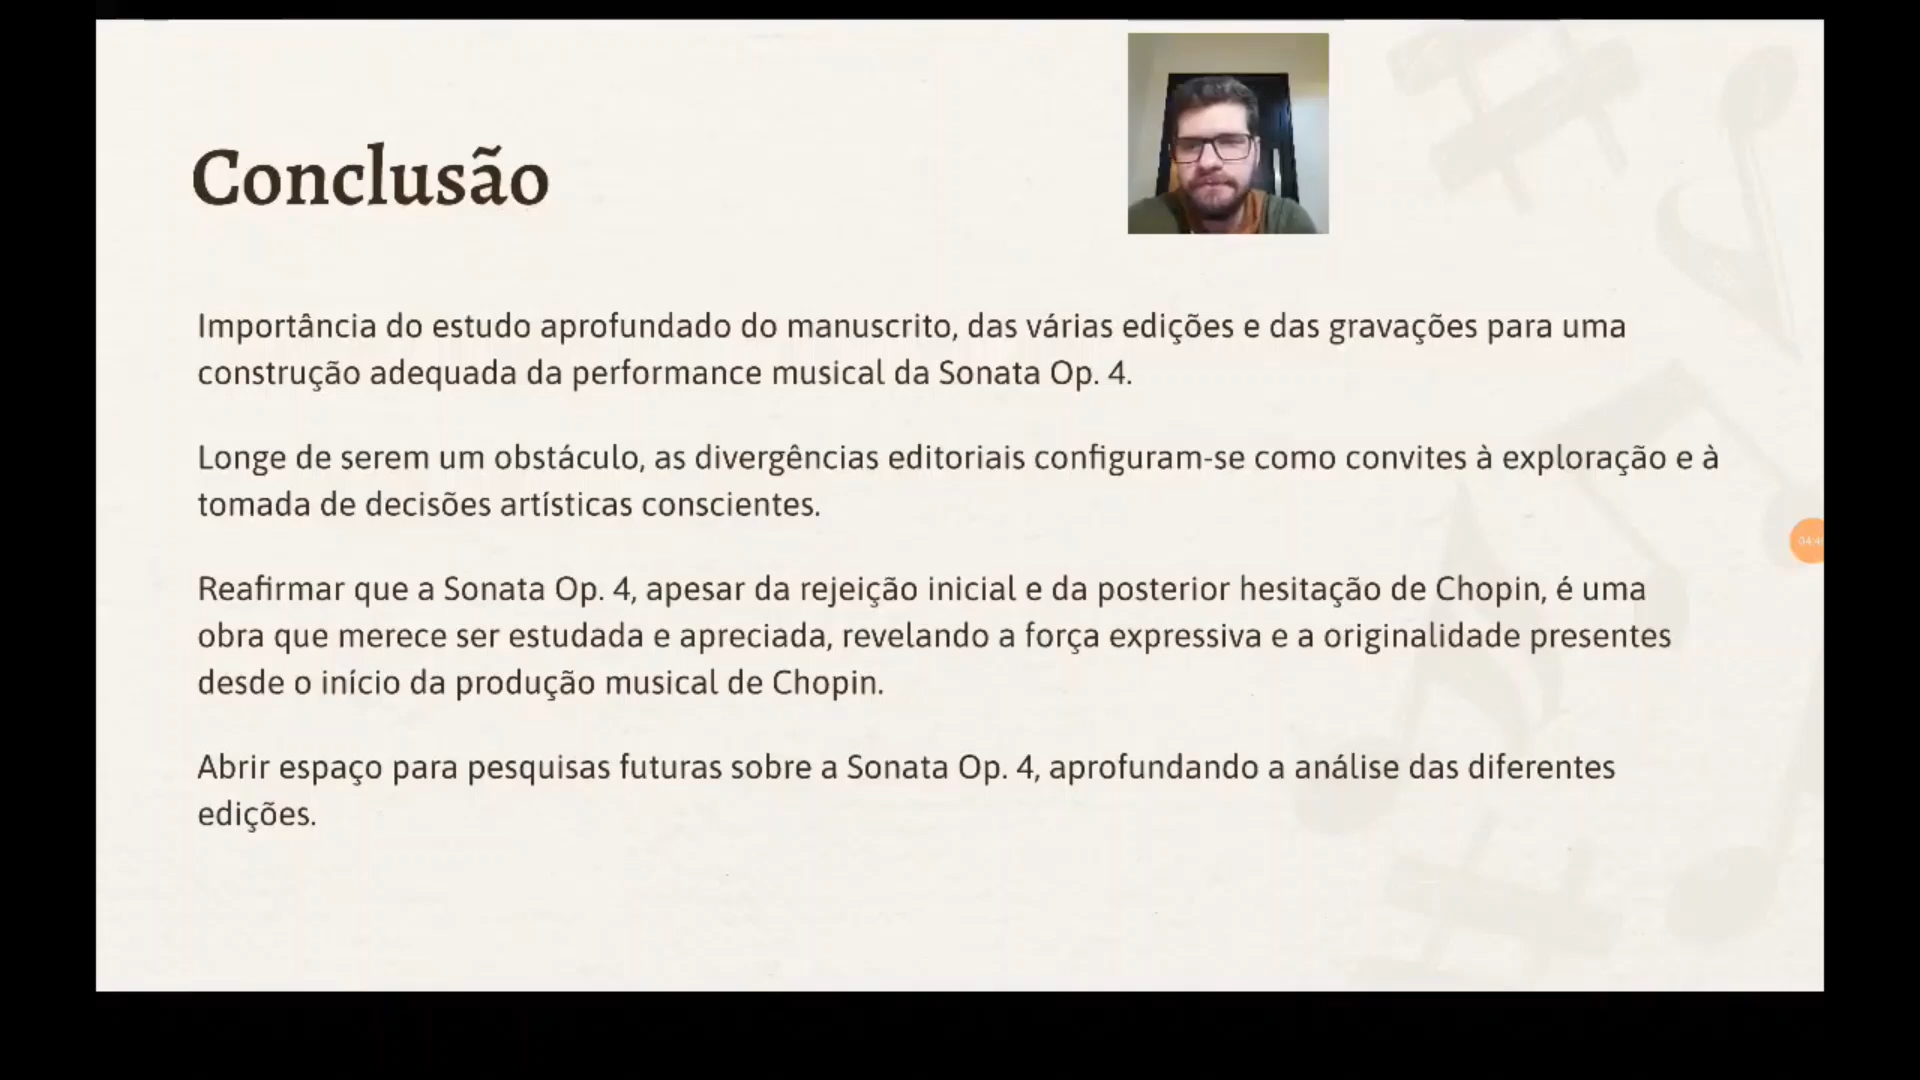 Conclusão
Importância do estudo aprofundado do manuscrito, das várias edições e das gravações para uma
construção adequada da performance musical da Sonata Op. 4.
Longe de serem um obstáculo, as divergências editoriais configuram-se como convites à exploração e à
tomada de decisões artísticas conscientes.
Reafirmar que a Sonata Op. 4, apesar da rejeição inicial e da posterior hesitação de Chopin, é uma
obra que merece ser estudada e apreciada, revelando a força expressiva e a originalidade presentes
desde o início da produção musical de Chopin.
Abrir espaço para pesquisas futuras sobre a Sonata Op. 4, aprofundando a análise das diferentes
edições.